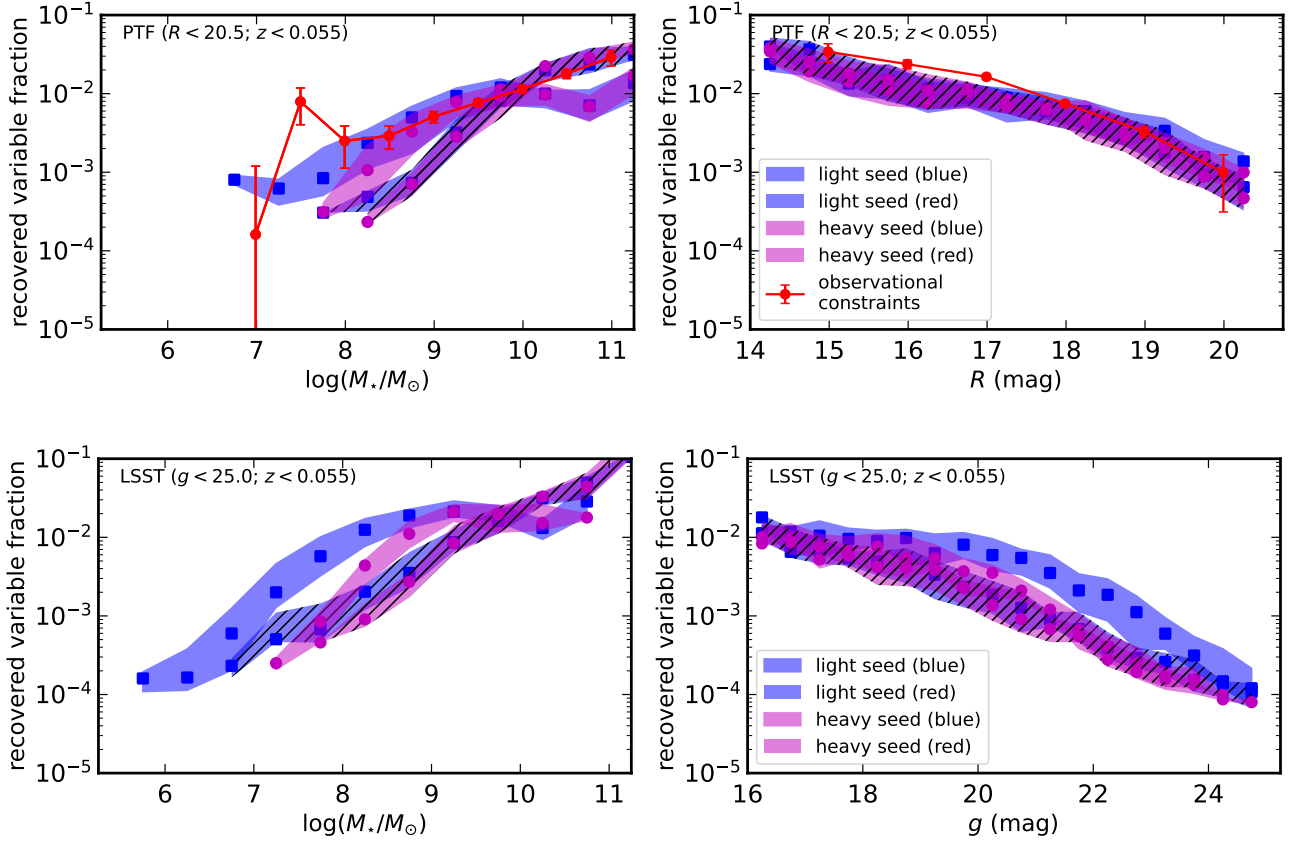 PTF (R < 20.5; z < 0.055)
recovered variable fraction
10⁻¹
10⁻²
10⁻³
10⁻⁴
10⁻⁵
6 7 8 9 10 11
log(M⋆/M⊙)
PTF (R < 20.5; z < 0.055)
recovered variable fraction
10⁻¹
10⁻²
10⁻³
10⁻⁴
10⁻⁵
light seed (blue)
light seed (red)
heavy seed (blue)
heavy seed (red)
observational
constraints
14 15 16 17 18 19 20
R (mag)
LSST (g < 25.0; z < 0.055)
recovered variable fraction
10⁻¹
10⁻²
10⁻³
10⁻⁴
10⁻⁵
6 7 8 9 10 11
log(M⋆/M⊙)
LSST (g < 25.0; z < 0.055)
recovered variable fraction
10⁻¹
10⁻²
10⁻³
10⁻⁴
10⁻⁵
light seed (blue)
light seed (red)
heavy seed (blue)
heavy seed (red)
16 18 20 22 24
g (mag)